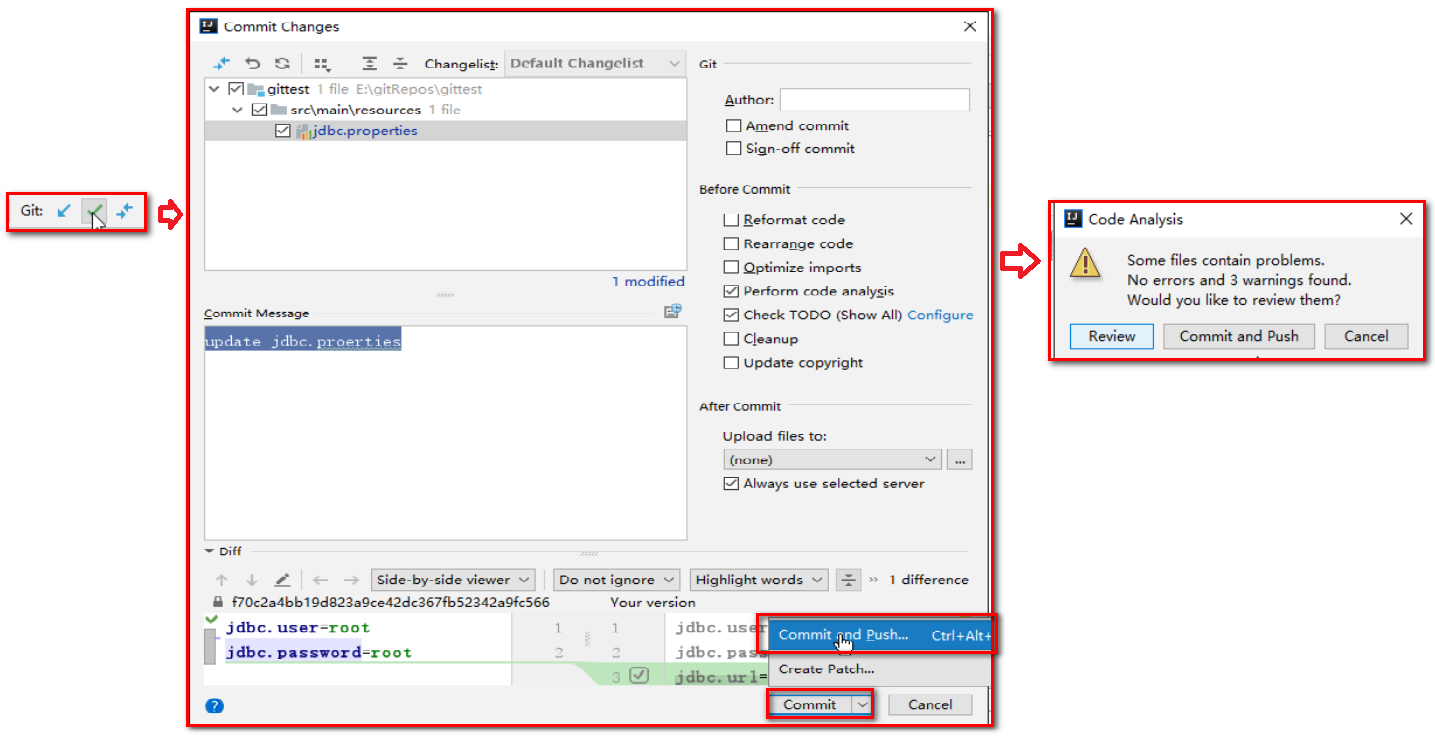 Git:
Commit Changes
Changelist: Default Changelist
gittest 1 file E:\gitRepos\gittest
src\main\resources 1 file
jdbc.properties
1 modified
Commit Message
update jdbc.proerties
Git
Author:
Amend commit
Sign-off commit
Before Commit
Reformat code
Rearrange code
Optimize imports
Perform code analysis
Check TODO (Show All) Configure
Cleanup
Update copyright
After Commit
Upload files to:
(none)
...
Always use selected server
Diff
Side-by-side viewer Do not ignore Highlight words >> 1 difference
f70c2a4bb19d823a9ce42dc367fb52342a9fc566 Your version
jdbc.user=root 1 1 jdbc.user
jdbc.password=root 2 2 jdbc.pass
3 jdbc.url=
Commit and Push... Ctrl+Alt+
Create Patch...
? Commit Cancel
Code Analysis
Some files contain problems.
No errors and 3 warnings found.
Would you like to review them?
Review Commit and Push Cancel